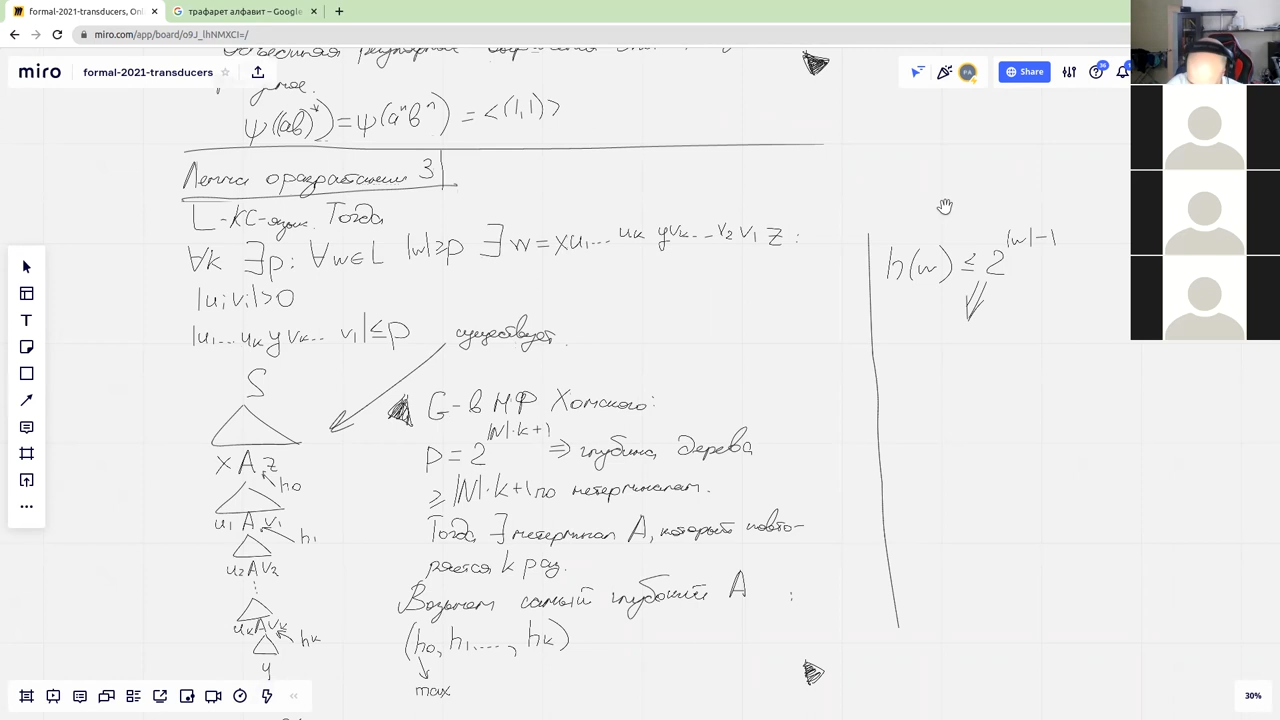 formal-2021-transducers, Onl
трафарет алфавит – Google
miro.com/app/board/o9J_lhNMXCI=/
miro
formal-2021-transducers
Share
ψ((ab)*) = ψ(aⁿbⁿ) = <(1,1)>
Лемма о разрастании 3
L - КС-язык. Тогда
∀k ∃p: ∀w∈L |w|≥p ∃ w = xu₁... uₖ yvₖ... v₂ v₁ z :
|uᵢvᵢ|>0
|u₁...uₖ y vₖ... v₁| ≤ p
существует.
S
x A z
h₀
u₁ A v₁
h₁
u₂ A v₂
⋮
uₖ A vₖ
hₖ
y
G - в НФ Хомского:
p = 2^|N|·k+1 ⇒ глубина дерева
≥ |N|·k+1 по нетерминалам.
Тогда ∃ нетерминал A, который повто-
ряется k раз.
Возьмем самый глубокий A :
(h₀, h₁..., hₖ)
max
h(w) ≤ 2^|w|-1
PA
30%